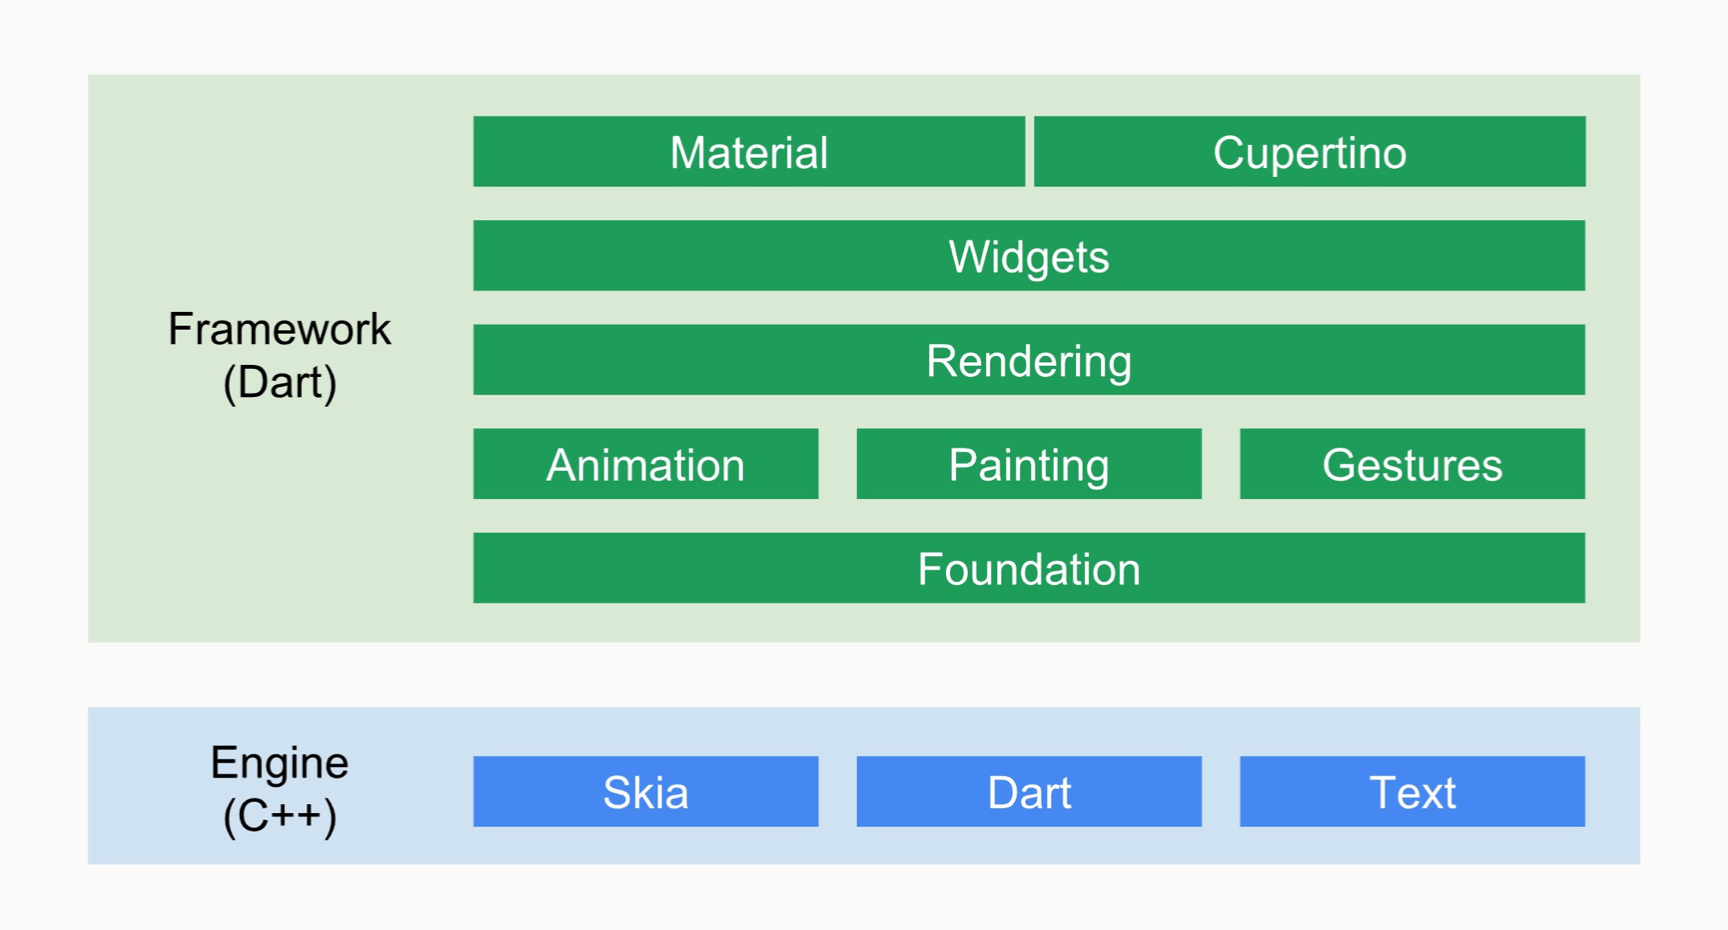 Material
Cupertino
Widgets
Framework
(Dart)
Rendering
Animation
Painting
Gestures
Foundation
Engine
(C++)
Skia
Dart
Text